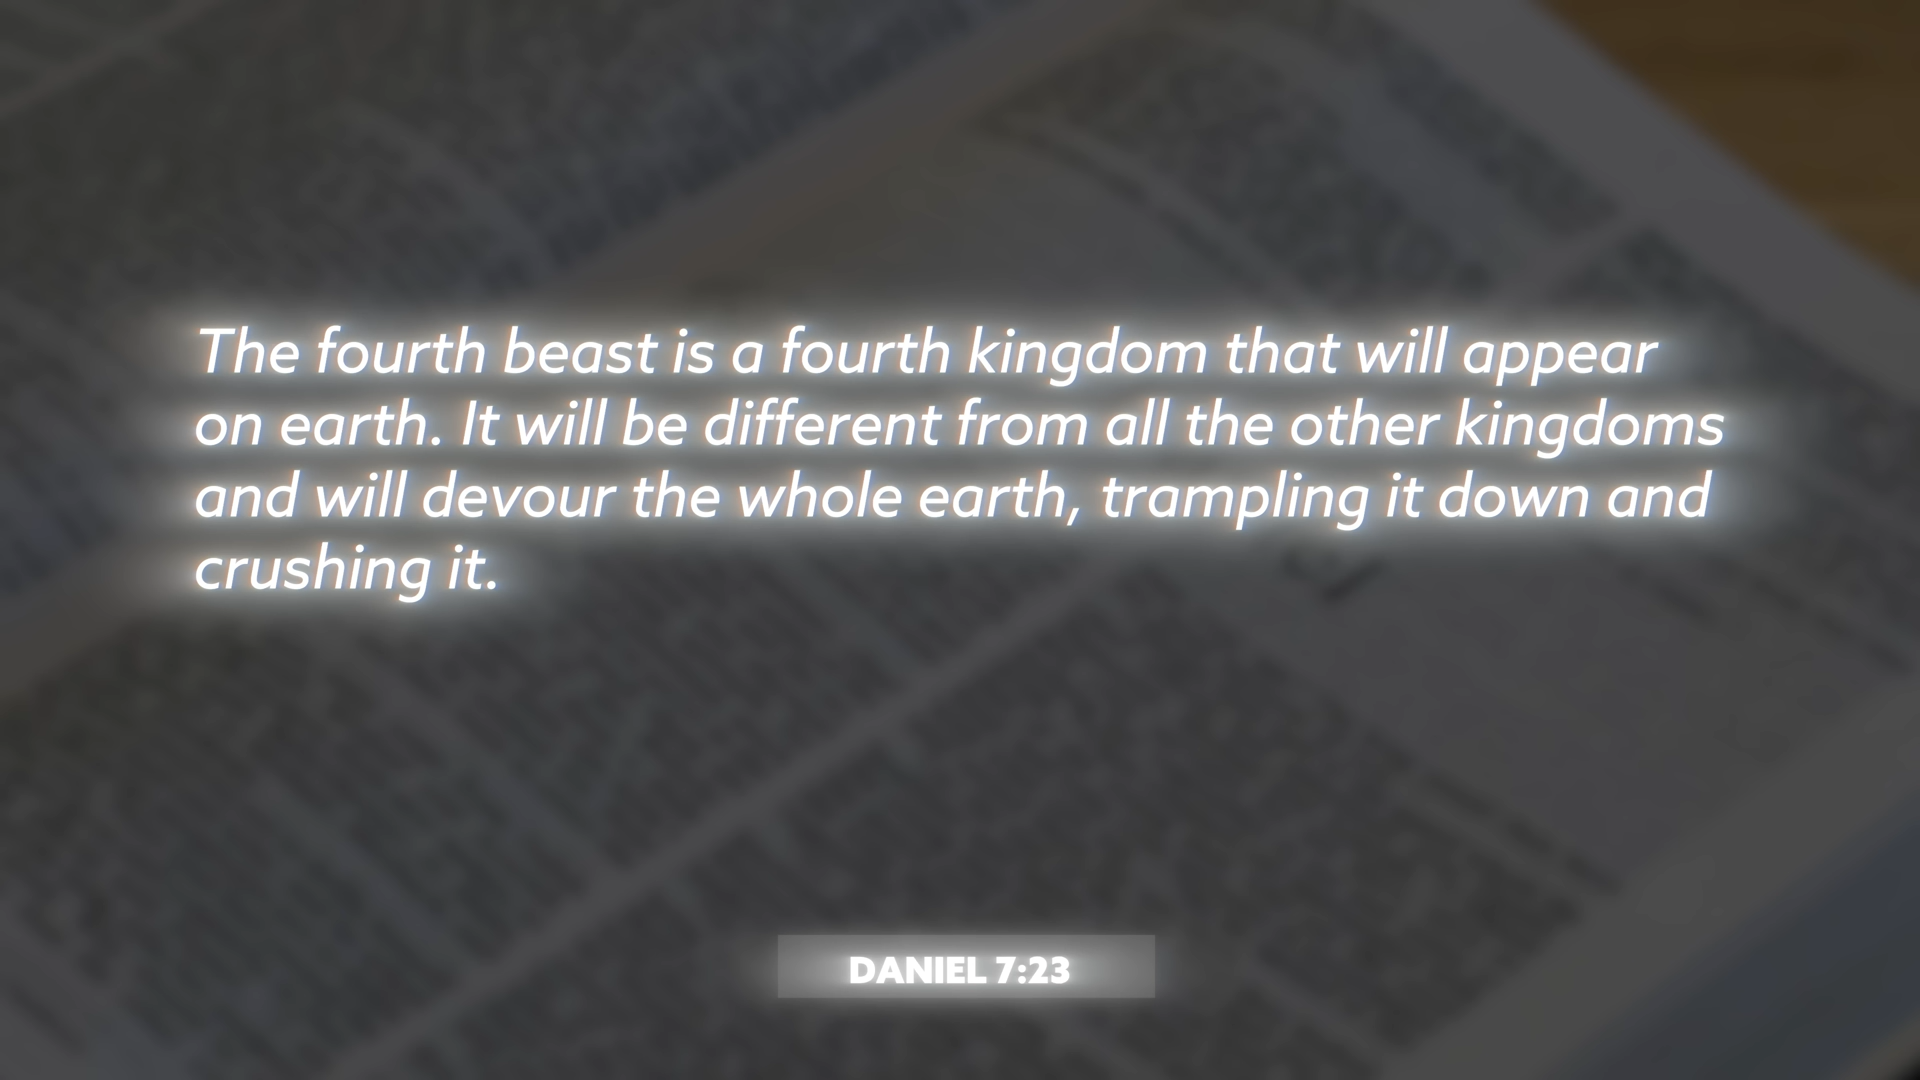 The fourth beast is a fourth kingdom that will appear
on earth. It will be different from all the other kingdoms
and will devour the whole earth, trampling it down and
crushing it.
DANIEL 7:23